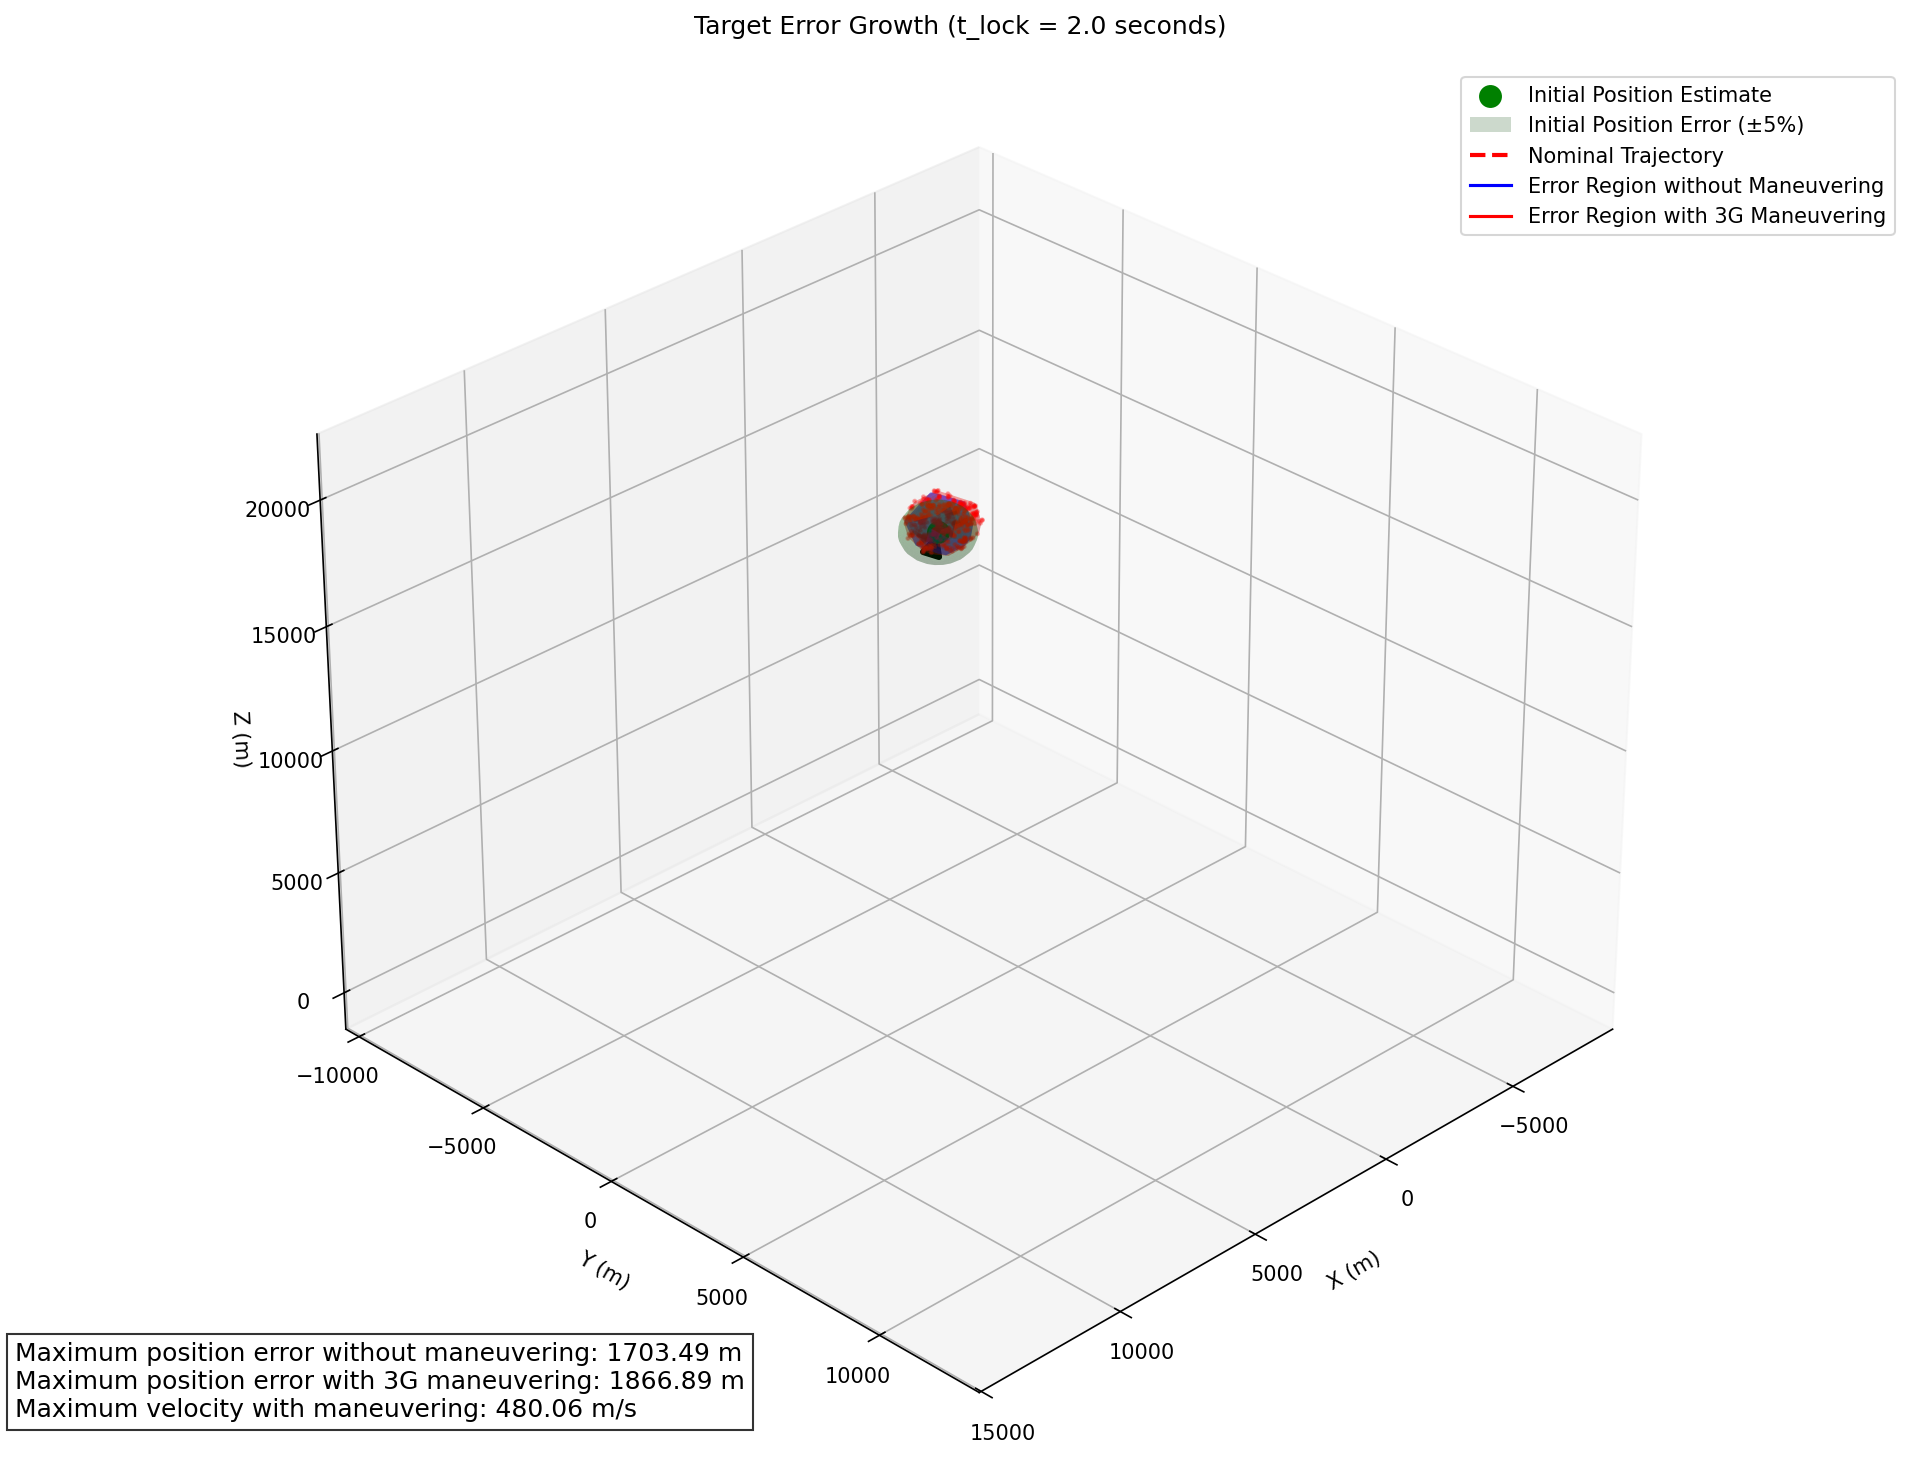 Target Error Growth (t_lock = 2.0 seconds)
Initial Position Estimate
Initial Position Error (±5%)
Nominal Trajectory
Error Region without Maneuvering
Error Region with 3G Maneuvering
20000
15000
10000
5000
0
Z (m)
−10000
−5000
0
5000
10000
Y (m)
−5000
0
5000
10000
15000
X (m)
Maximum position error without maneuvering: 1703.49 m
Maximum position error with 3G maneuvering: 1866.89 m
Maximum velocity with maneuvering: 480.06 m/s